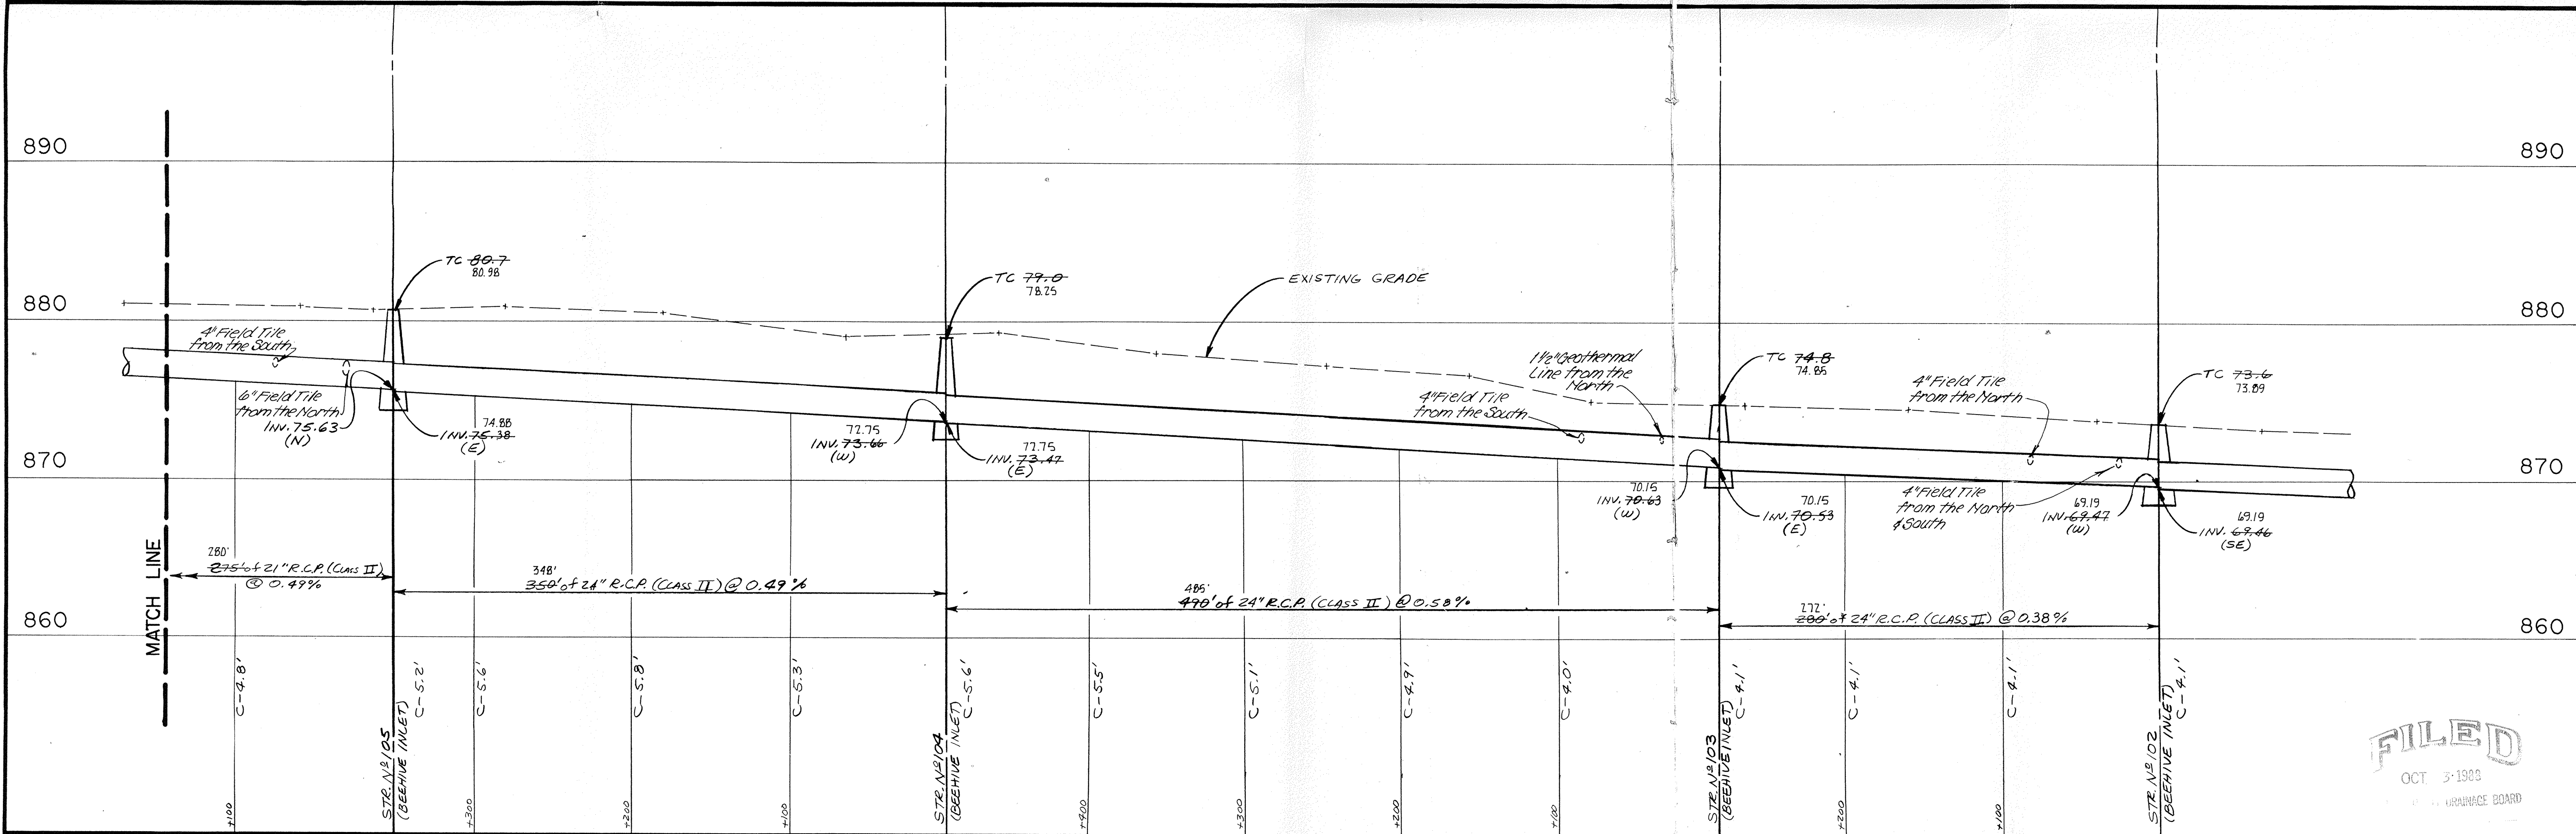 890
890
880
880
870
870
860
860
MATCH LINE
TC 80.7
80.98
TC 79.0
78.25
EXISTING GRADE
TC 74.8
74.85
TC 73.6
73.89
4" Field Tile
from the South
6" Field Tile
from the North
INV. 75.63
(N)
74.88
INV. 75.38
(E)
72.75
INV. 73.66
(W)
72.75
INV. 73.47
(E)
4" Field Tile
from the South
1½" Geothermal
Line from the
North
70.15
INV. 70.63
(W)
70.15
INV. 70.53
(E)
4" Field Tile
from the North
4" Field Tile
from the North
& South
69.19
INV. 69.47
(W)
69.19
INV. 69.46
(SE)
280'
275' of 21" R.C.P. (CLASS II)
@ 0.49%
348'
350' of 24" R.C.P. (CLASS II) @ 0.49%
485'
490' of 24" R.C.P. (CLASS II) @ 0.58%
272'
280' of 24" R.C.P. (CLASS II) @ 0.38%
C-4.8'
C-5.2'
C-5.6'
C-5.8'
C-5.3'
C-5.6'
C-5.5'
C-5.1'
C-4.9'
C-4.0'
C-4.1'
C-4.1'
C-4.1'
C-4.1'
+100
STR. Nº 105
(BEEHIVE INLET)
+300
+200
+100
STR. Nº 104
(BEEHIVE INLET)
+400
+300
+200
+100
STR. Nº 103
(BEEHIVE INLET)
+200
+100
STR. Nº 102
(BEEHIVE INLET)
FILED
OCT 3 1988
DRAINAGE BOARD